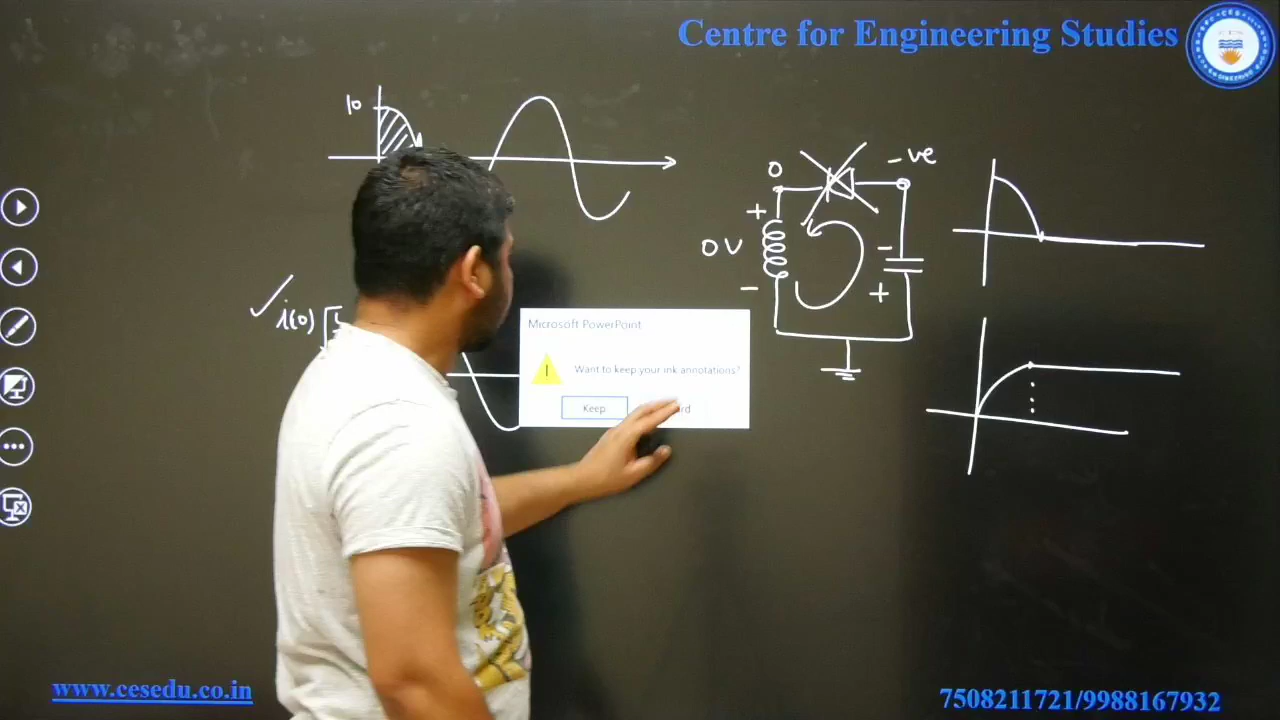 Centre for Engineering Studies
CES
10
0
-ve
+
0V
-
-
+
i(0)
Microsoft PowerPoint
!
Want to keep your ink annotations?
Keep
www.cesedu.co.in
7508211721/9988167932